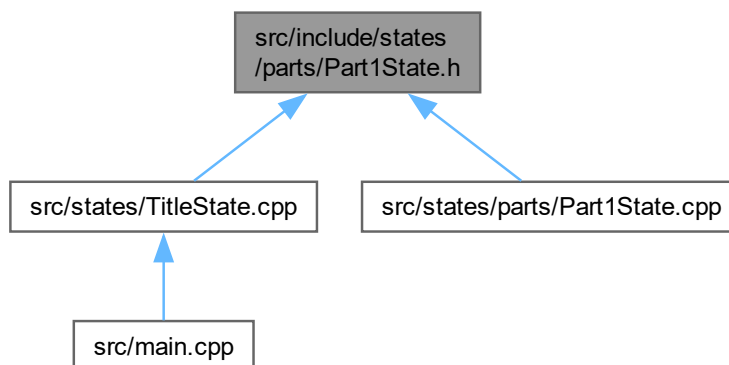 src/include/states
/parts/Part1State.h
src/states/TitleState.cpp
src/states/parts/Part1State.cpp
src/main.cpp